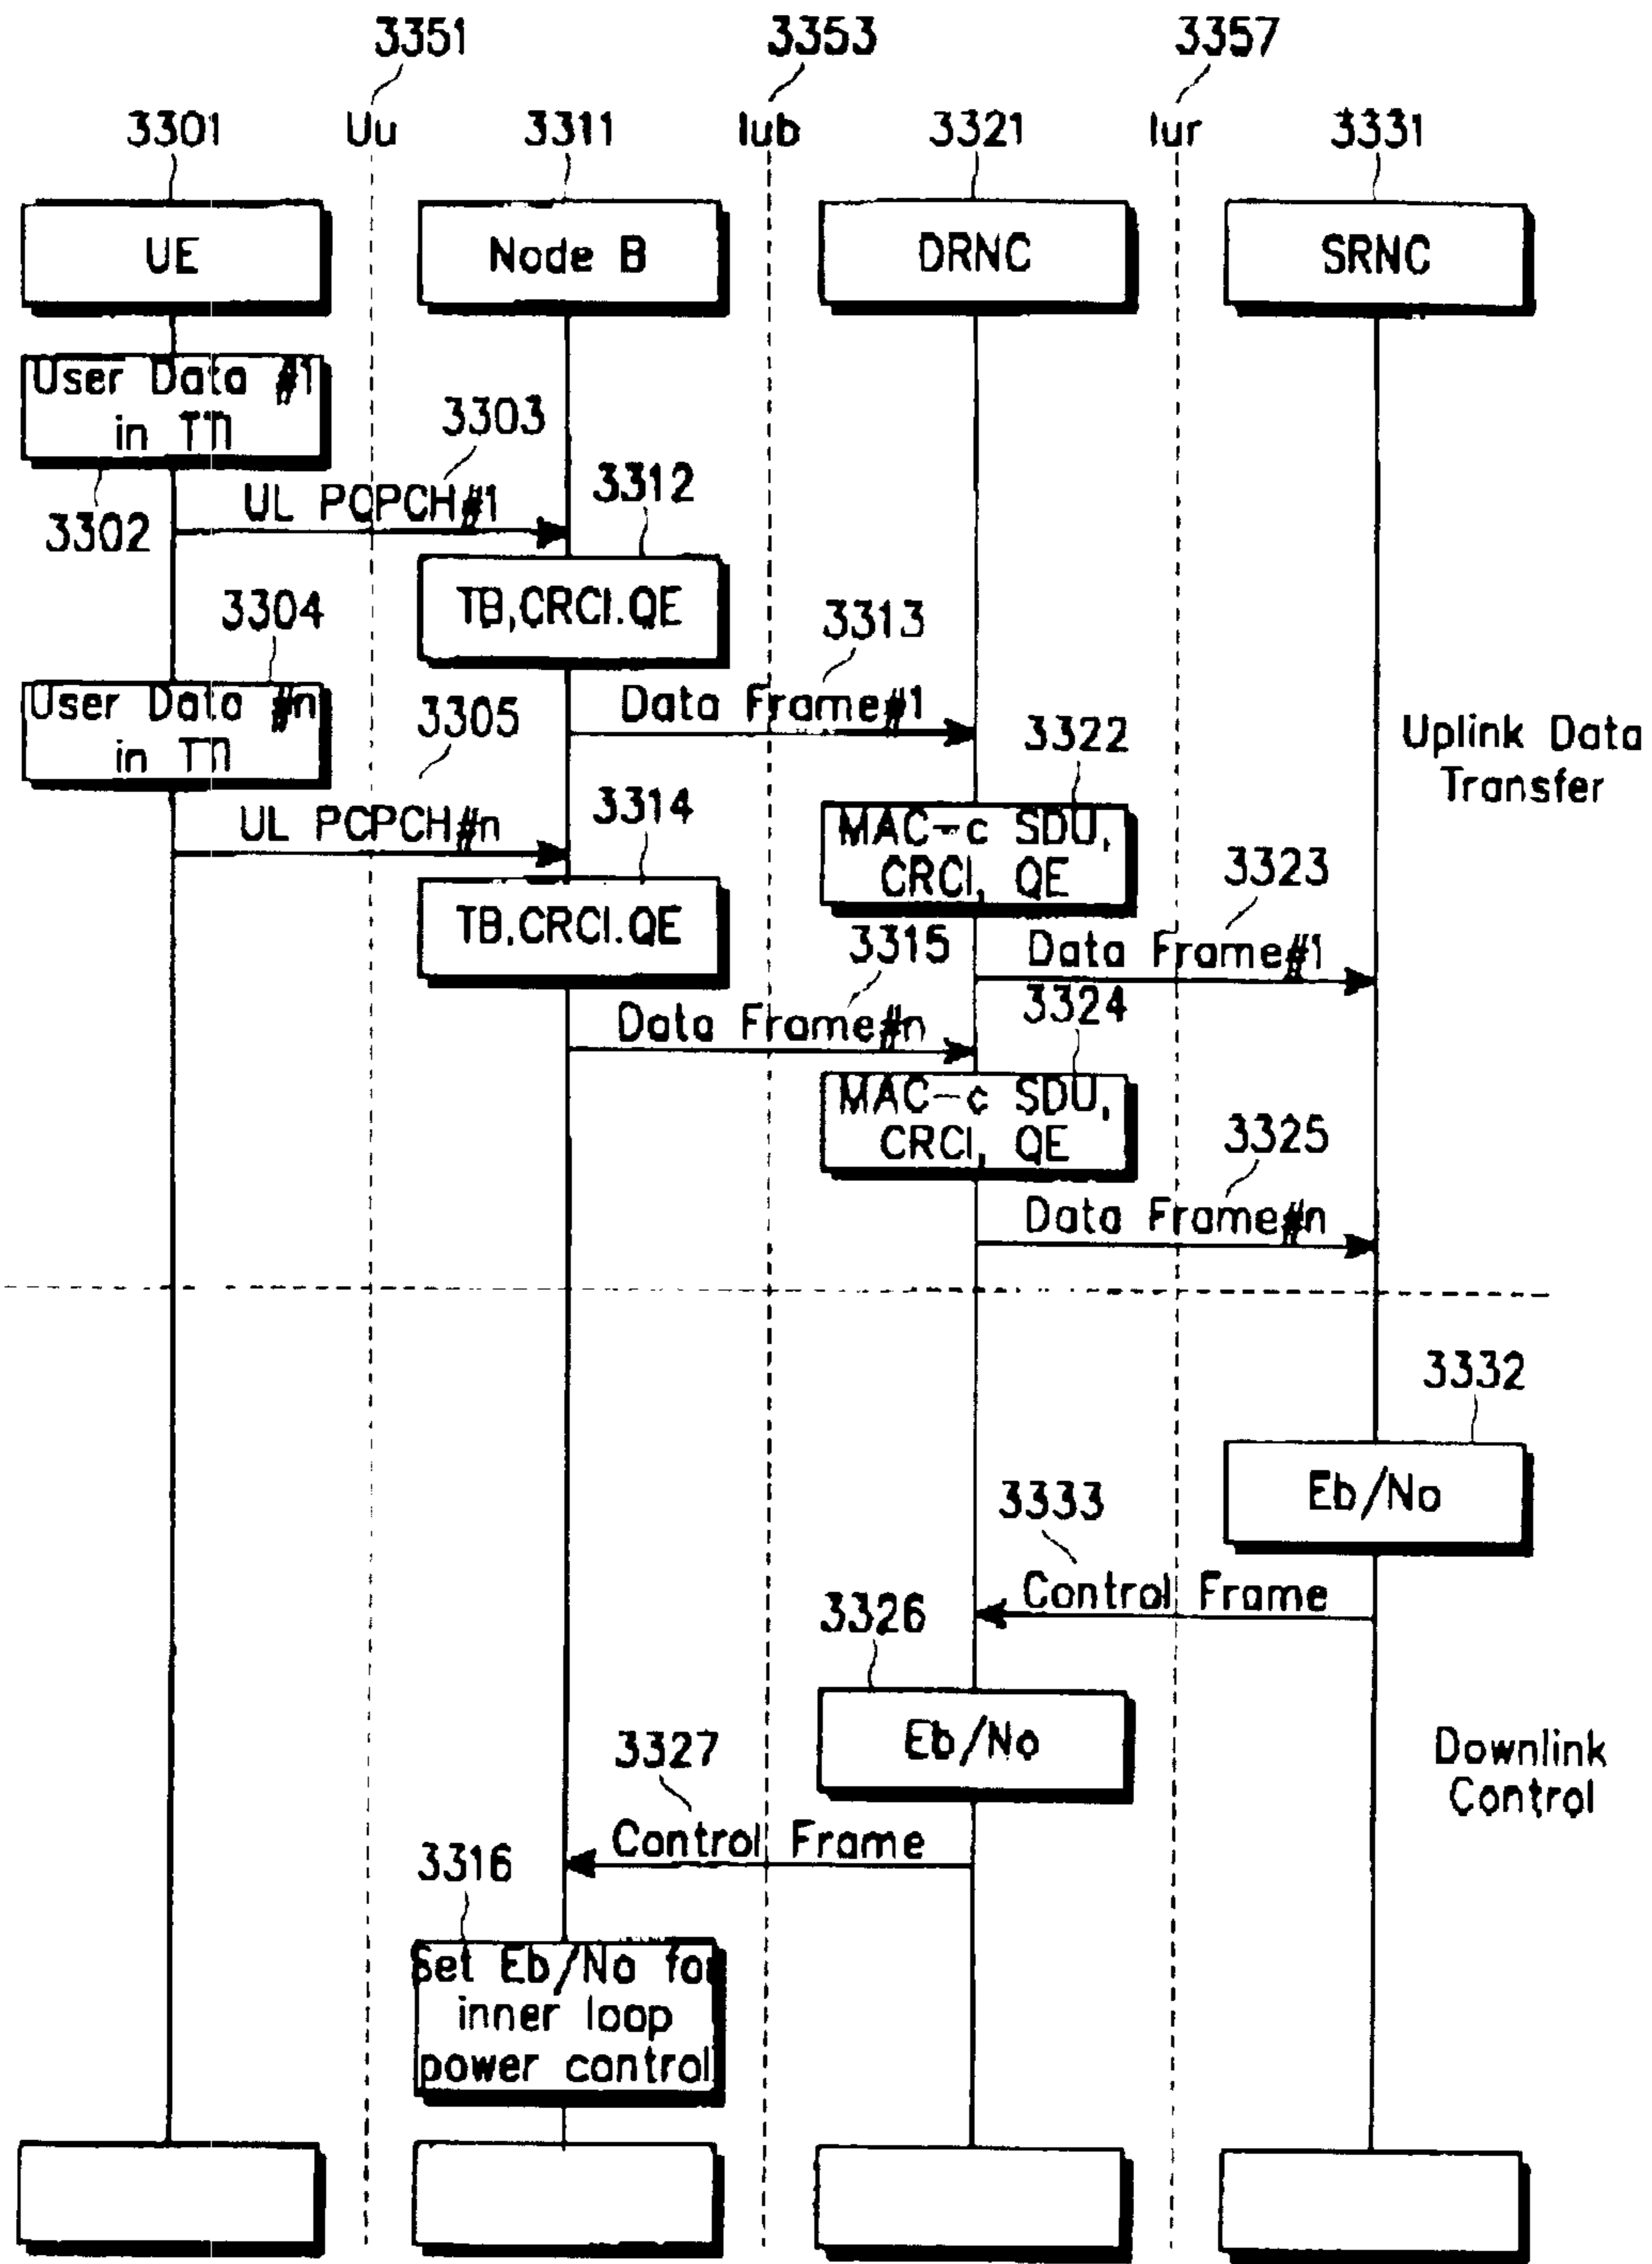 3351
3353
3357
3301
Uu
3311
Iub
3321
Iur
3331
UE
Node B
DRNC
SRNC
User Data #1
in TTI
3302
3303
UL PCPCH#1
3312
TB,CRCI.QE
3304
User Data #n
in TTI
3313
Data Frame#1
3305
UL PCPCH#n
3322
MAC-c SDU,
CRCI, QE
Uplink Data
Transfer
3314
TB,CRCI.QE
3323
Data Frame#1
3315
Data Frame#n
3324
MAC-c SDU,
CRCI, QE
3325
Data Frame#n
3332
Eb/No
3333
Control Frame
3326
Eb/No
Downlink
Control
3327
Control Frame
3316
Set Eb/No for
inner loop
power control